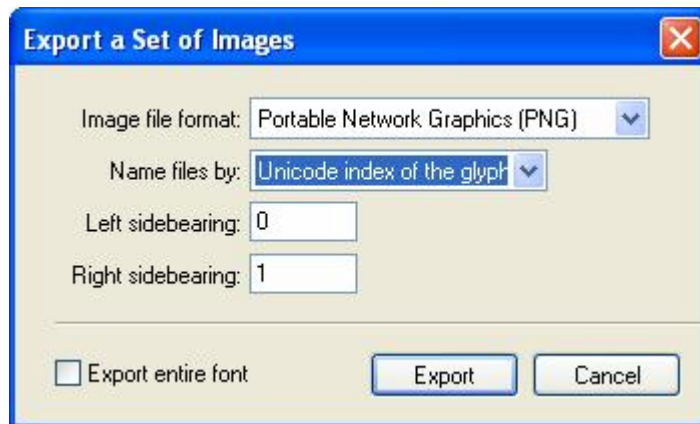 Export a Set of Images
Image file format: Portable Network Graphics (PNG)
Name files by: Unicode index of the glyph
Left sidebearing: 0
Right sidebearing: 1
Export entire font Export Cancel